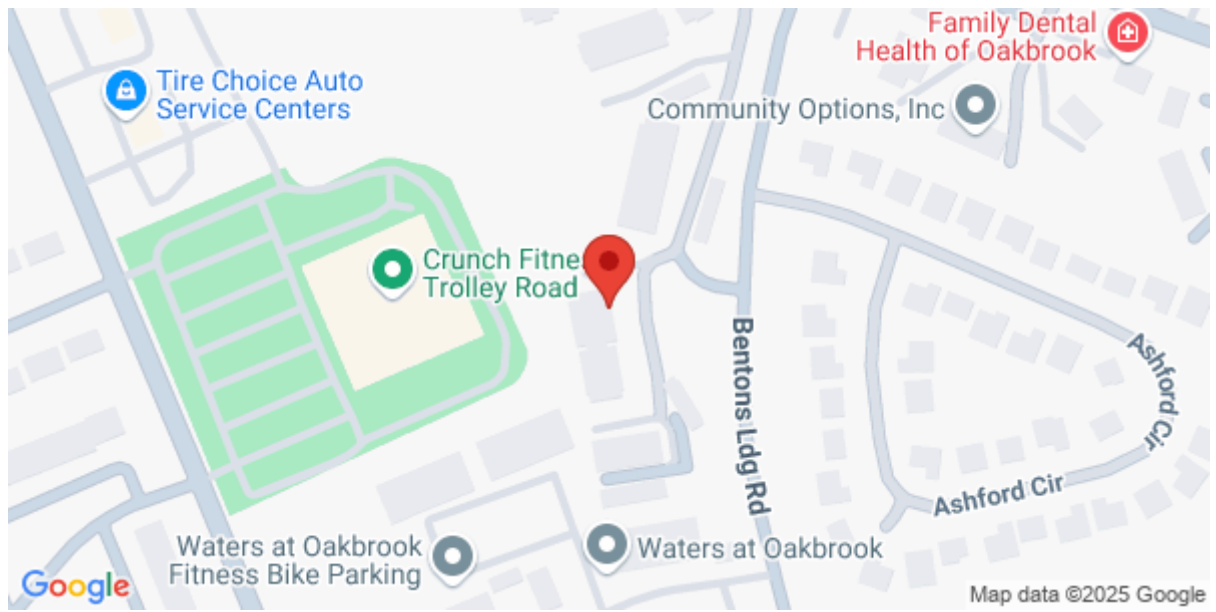 Family Dental
Health of Oakbrook
Tire Choice Auto
Service Centers
Community Options, Inc
Crunch Fitne
Trolley Road
Bentons Ldg Rd
Ashford Cir
Ashford Cir
Waters at Oakbrook
Fitness Bike Parking
Waters at Oakbrook
Google
Map data ©2025 Google